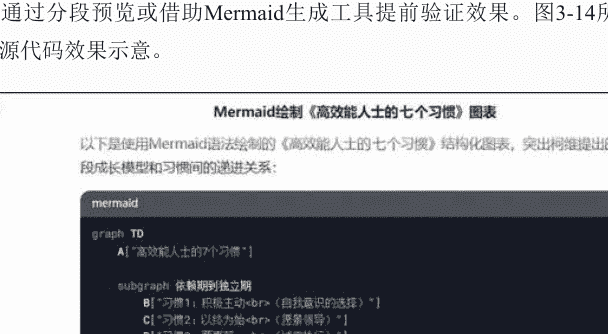 通过分段预览或借助Mermaid生成工具提前验证效果。图3-14所
源代码效果示意。
Mermaid绘制《高效能人士的七个习惯》图表
以下是使用Mermaid语法绘制的《高效能人士的七个习惯》结构化图表，突出柯维提出的
段成长模型和习惯间的递进关系：
mermaid
graph TD
A["高效能人士的7个习惯"]
subgraph 依赖期到独立期
B["习惯1：积极主动<br>（自我意识的选择）"]
C["习惯2：以终为始<br>（愿景领导）"]